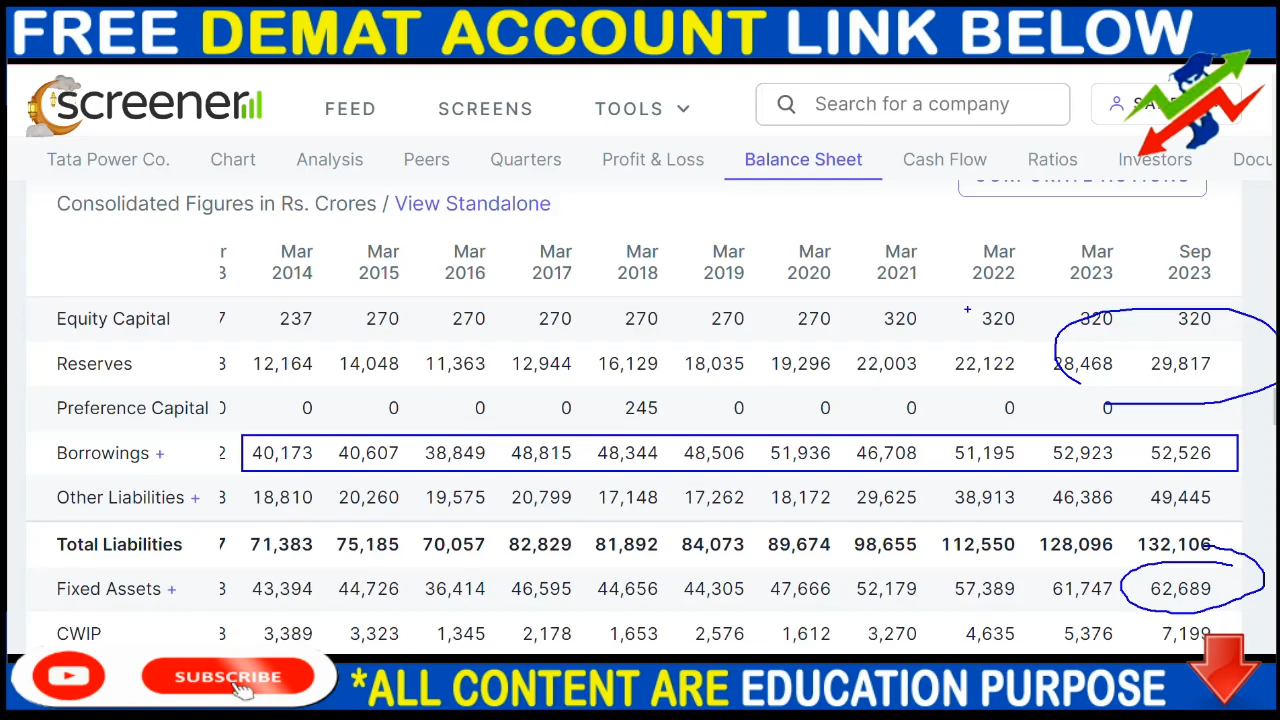 FREE DEMAT ACCOUNT LINK BELOW
screener FEED SCREENS TOOLS Search for a company
Tata Power Co. Chart Analysis Peers Quarters Profit & Loss Balance Sheet Cash Flow Ratios Investors Docu
CORPORATE ACTIONS
Consolidated Figures in Rs. Crores / View Standalone
r Mar Mar Mar Mar Mar Mar Mar Mar Mar Mar Sep
3 2014 2015 2016 2017 2018 2019 2020 2021 2022 2023 2023
Equity Capital 7 237 270 270 270 270 270 270 320 320 320 320
Reserves 3 12,164 14,048 11,363 12,944 16,129 18,035 19,296 22,003 22,122 28,468 29,817
Preference Capital 0 0 0 0 0 245 0 0 0 0 0
Borrowings + 2 40,173 40,607 38,849 48,815 48,344 48,506 51,936 46,708 51,195 52,923 52,526
Other Liabilities + 3 18,810 20,260 19,575 20,799 17,148 17,262 18,172 29,625 38,913 46,386 49,445
Total Liabilities 7 71,383 75,185 70,057 82,829 81,892 84,073 89,674 98,655 112,550 128,096 132,106
Fixed Assets + 3 43,394 44,726 36,414 46,595 44,656 44,305 47,666 52,179 57,389 61,747 62,689
CWIP 3 3,389 3,323 1,345 2,178 1,653 2,576 1,612 3,270 4,635 5,376 7,199
SUBSCRIBE
*ALL CONTENT ARE EDUCATION PURPOSE